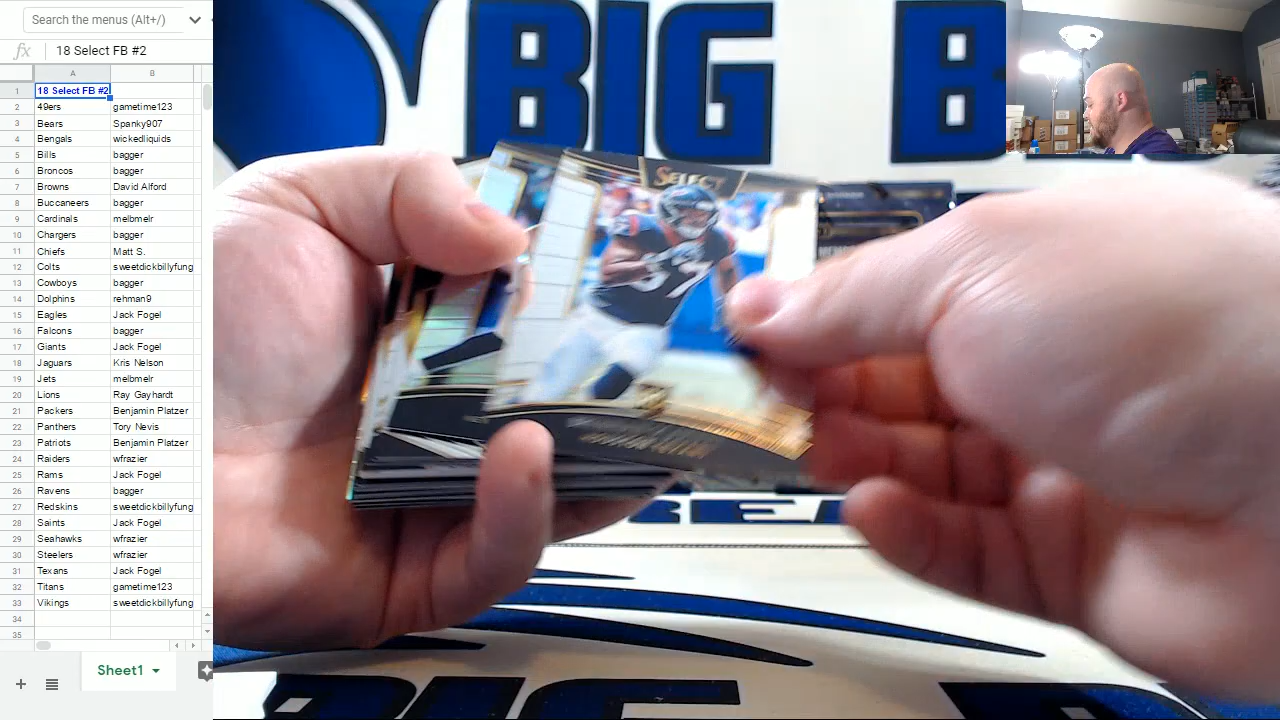 Search the menus (Alt+/)
fx 18 Select FB #2
A B
1 18 Select FB #2
2 49ers gametime123
3 Bears Spanky907
4 Bengals wickedliquids
5 Bills bagger
6 Broncos bagger
7 Browns David Alford
8 Buccaneers bagger
9 Cardinals melbmelr
10 Chargers bagger
11 Chiefs Matt S
12 Colts sweetdickbillyfung
13 Cowboys bagger
14 Dolphins rehman9
15 Eagles Jack Fogel
16 Falcons bagger
17 Giants Jack Fogel
18 Jaguars Kris Nelson
19 Jets melbmelr
20 Lions Ray Gayhardt
21 Packers Benjamin Platzer
22 Panthers Tory Nevis
23 Patriots Benjamin Platzer
24 Raiders wfrazier
25 Rams Jack Fogel
26 Ravens bagger
27 Redskins sweetdickbillyfung
28 Saints Jack Fogel
29 Seahawks wfrazier
30 Steelers wfrazier
31 Texans Jack Fogel
32 Titans gametime123
33 Vikings sweetdickbillyfung
34
35
Sheet1
BIG B
SELECT
BIG B